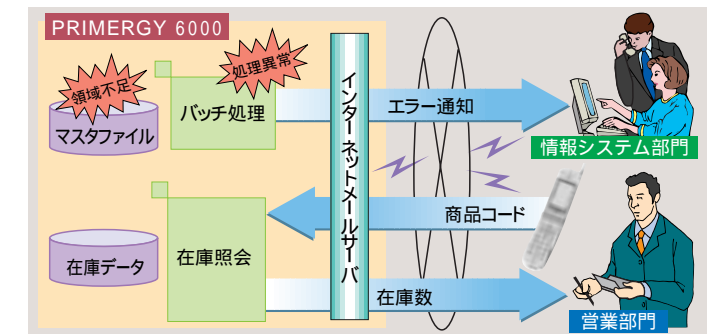 PRIMERGY 6000
領域不足
処理異常
マスタファイル
バッチ処理
インターネットメールサーバ
エラー通知
情報システム部門
商品コード
在庫データ
在庫照会
在庫数
営業部門